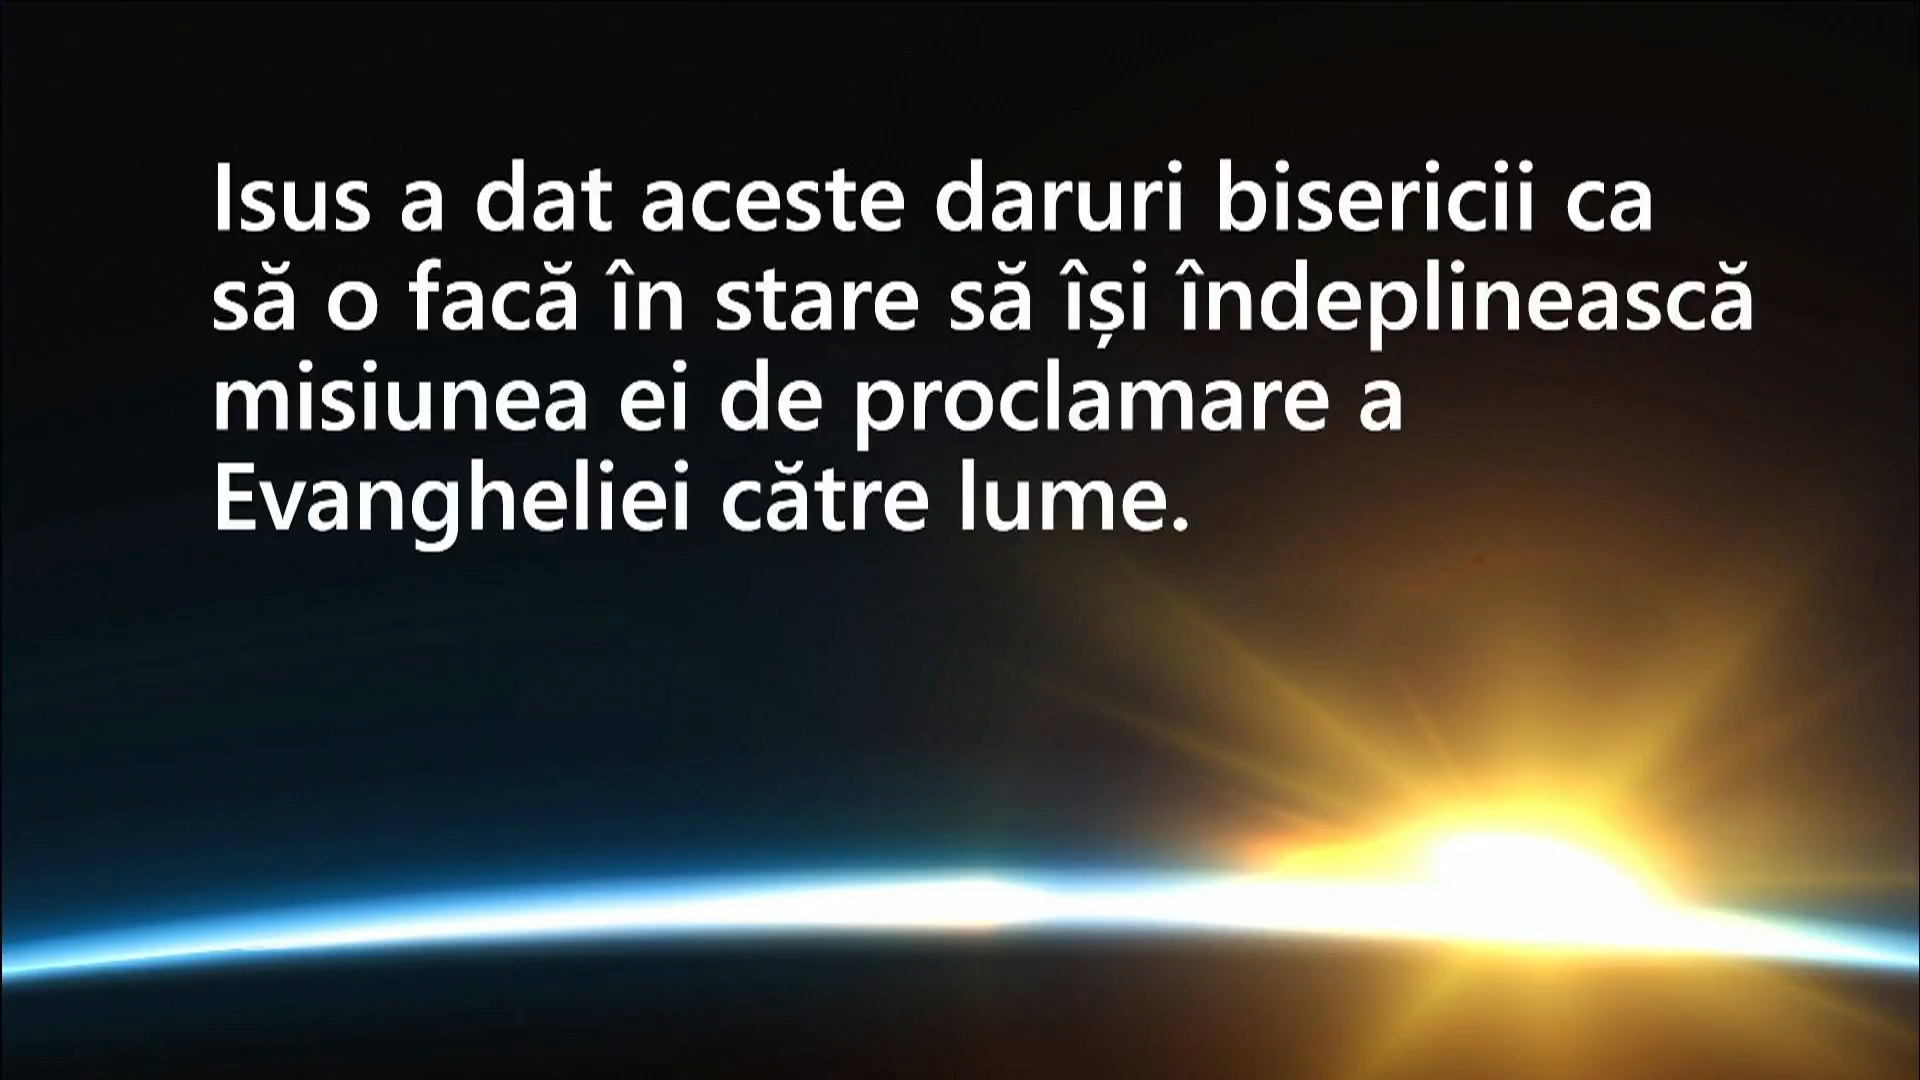 Isus a dat aceste daruri bisericii ca
să o facă în stare să își îndeplinească
misiunea ei de proclamare a
Evangheliei către lume.